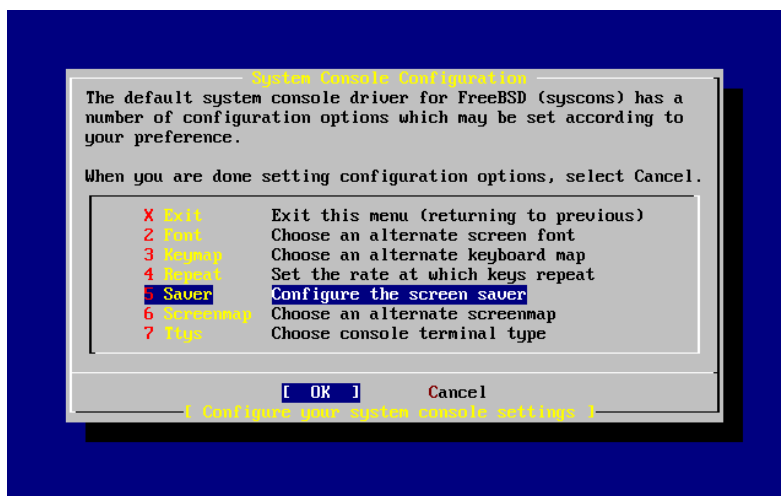 System Console Configuration
The default system console driver for FreeBSD (syscons) has a
number of configuration options which may be set according to
your preference.
When you are done setting configuration options, select Cancel.
X Exit Exit this menu (returning to previous)
2 Font Choose an alternate screen font
3 Keymap Choose an alternate keyboard map
4 Repeat Set the rate at which keys repeat
5 Saver Configure the screen saver
6 Screenmap Choose an alternate screenmap
7 Ttys Choose console terminal type
[ OK ] Cancel
[ Configure your system console settings ]